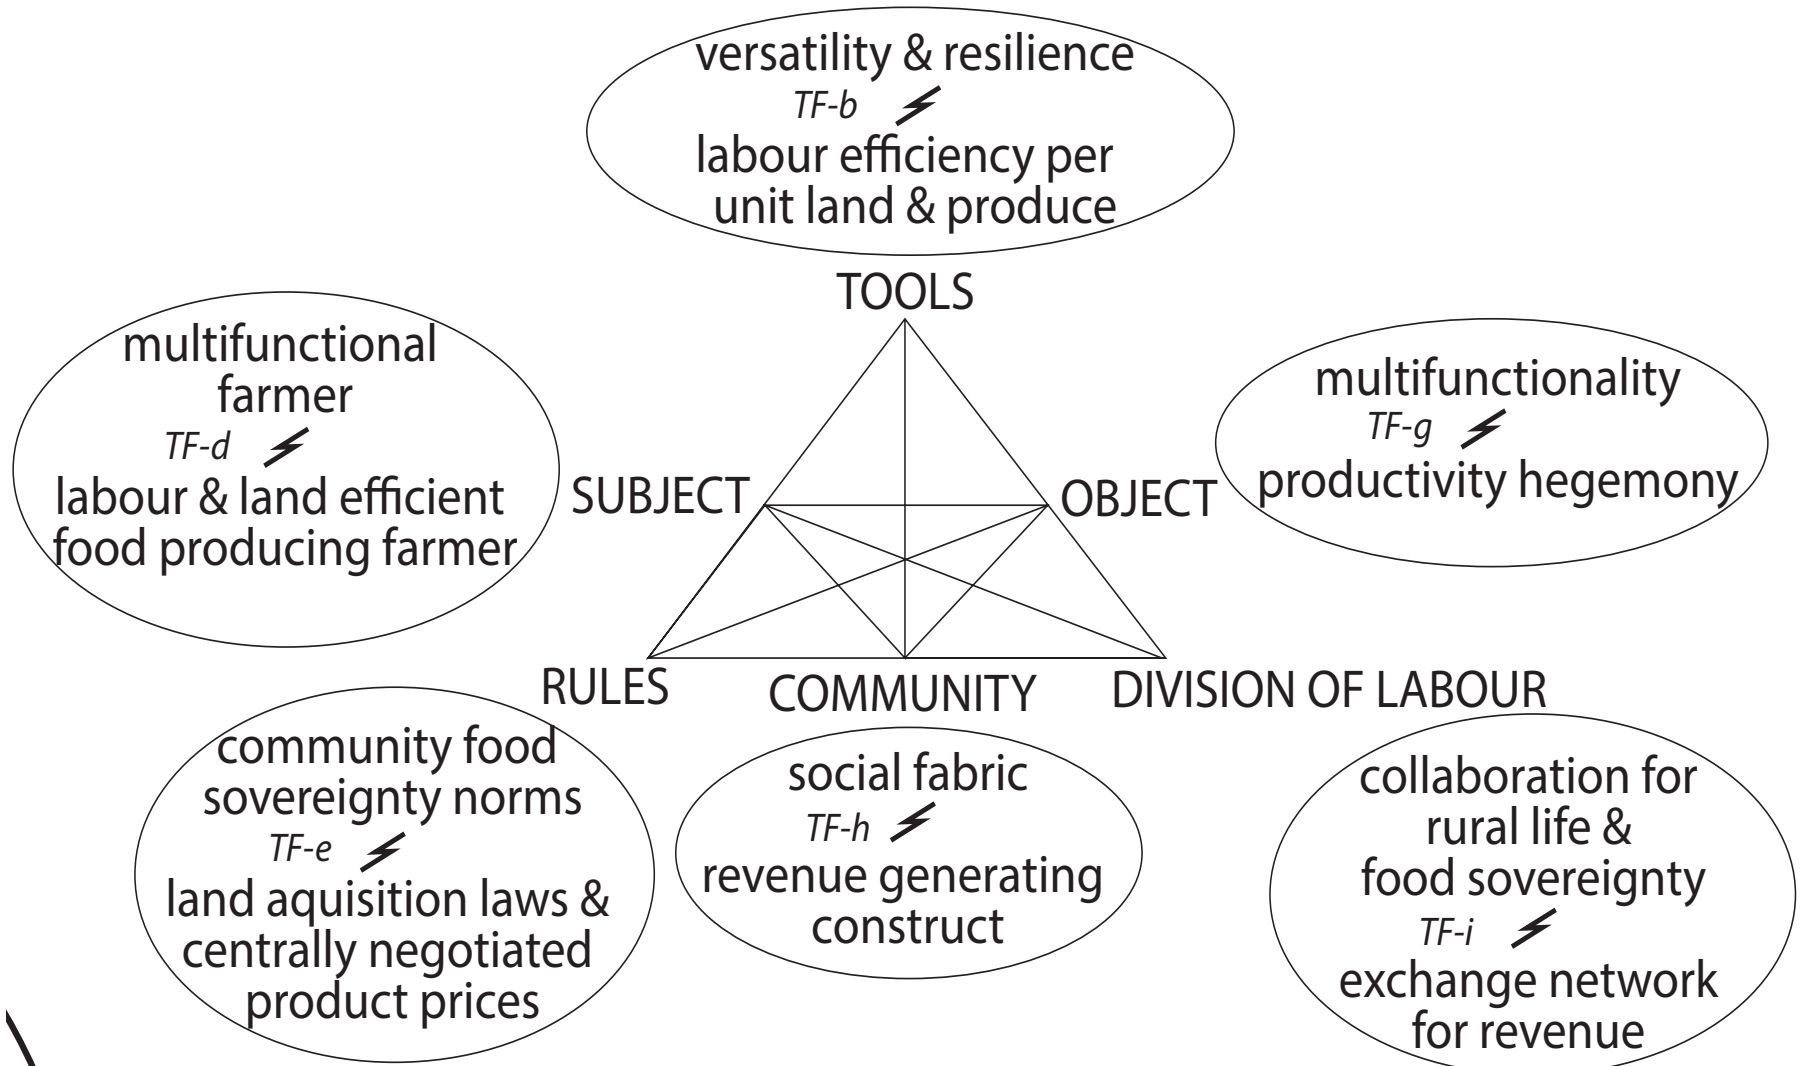 versatility & resilience
TF-b
labour efficiency per
unit land & produce
TOOLS
multifunctional
farmer
TF-d
labour & land efficient
food producing farmer
SUBJECT
OBJECT
multifunctionality
TF-g
productivity hegemony
RULES
COMMUNITY
DIVISION OF LABOUR
community food
sovereignty norms
TF-e
land aquisition laws &
centrally negotiated
product prices
social fabric
TF-h
revenue generating
construct
collaboration for
rural life &
food sovereignty
TF-i
exchange network
for revenue